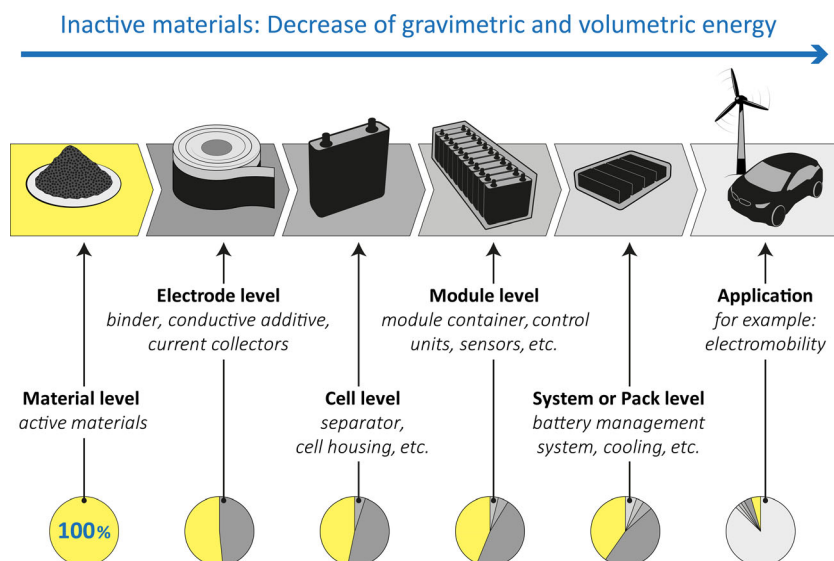 Inactive materials: Decrease of gravimetric and volumetric energy
Electrode level
binder, conductive additive,
current collectors
Module level
module container, control
units, sensors, etc.
Application
for example:
electromobility
Material level
active materials
Cell level
separator,
cell housing, etc.
System or Pack level
battery management
system, cooling, etc.
100%